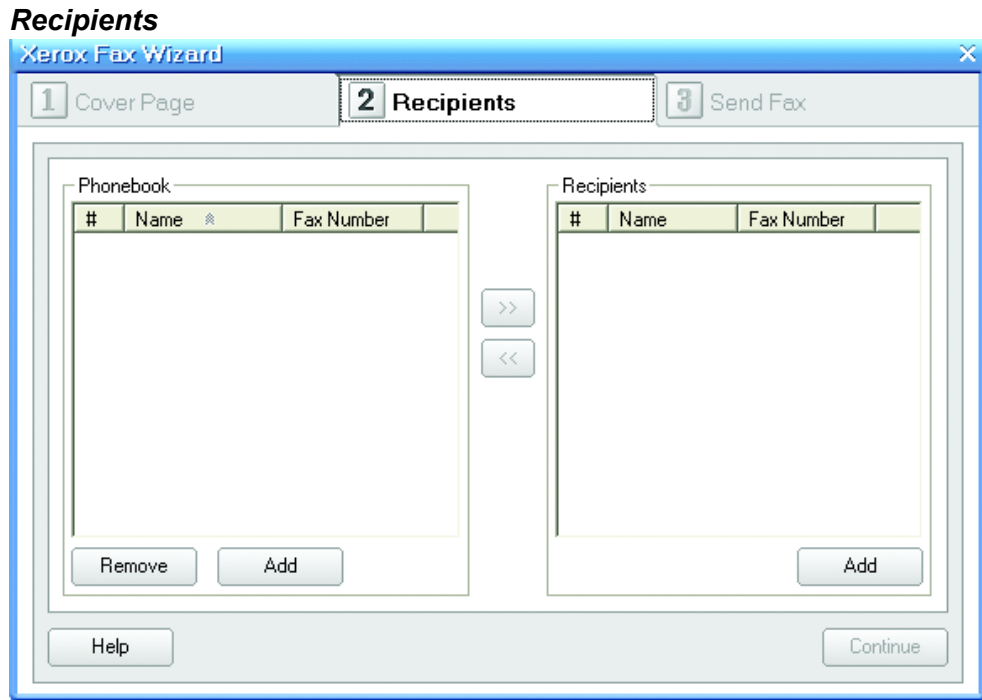 Recipients
Xerox Fax Wizard
1 Cover Page 2 Recipients 3 Send Fax
Phonebook
# Name Fax Number
Remove Add
>>
<<
Recipients
# Name Fax Number
Add
Help Continue